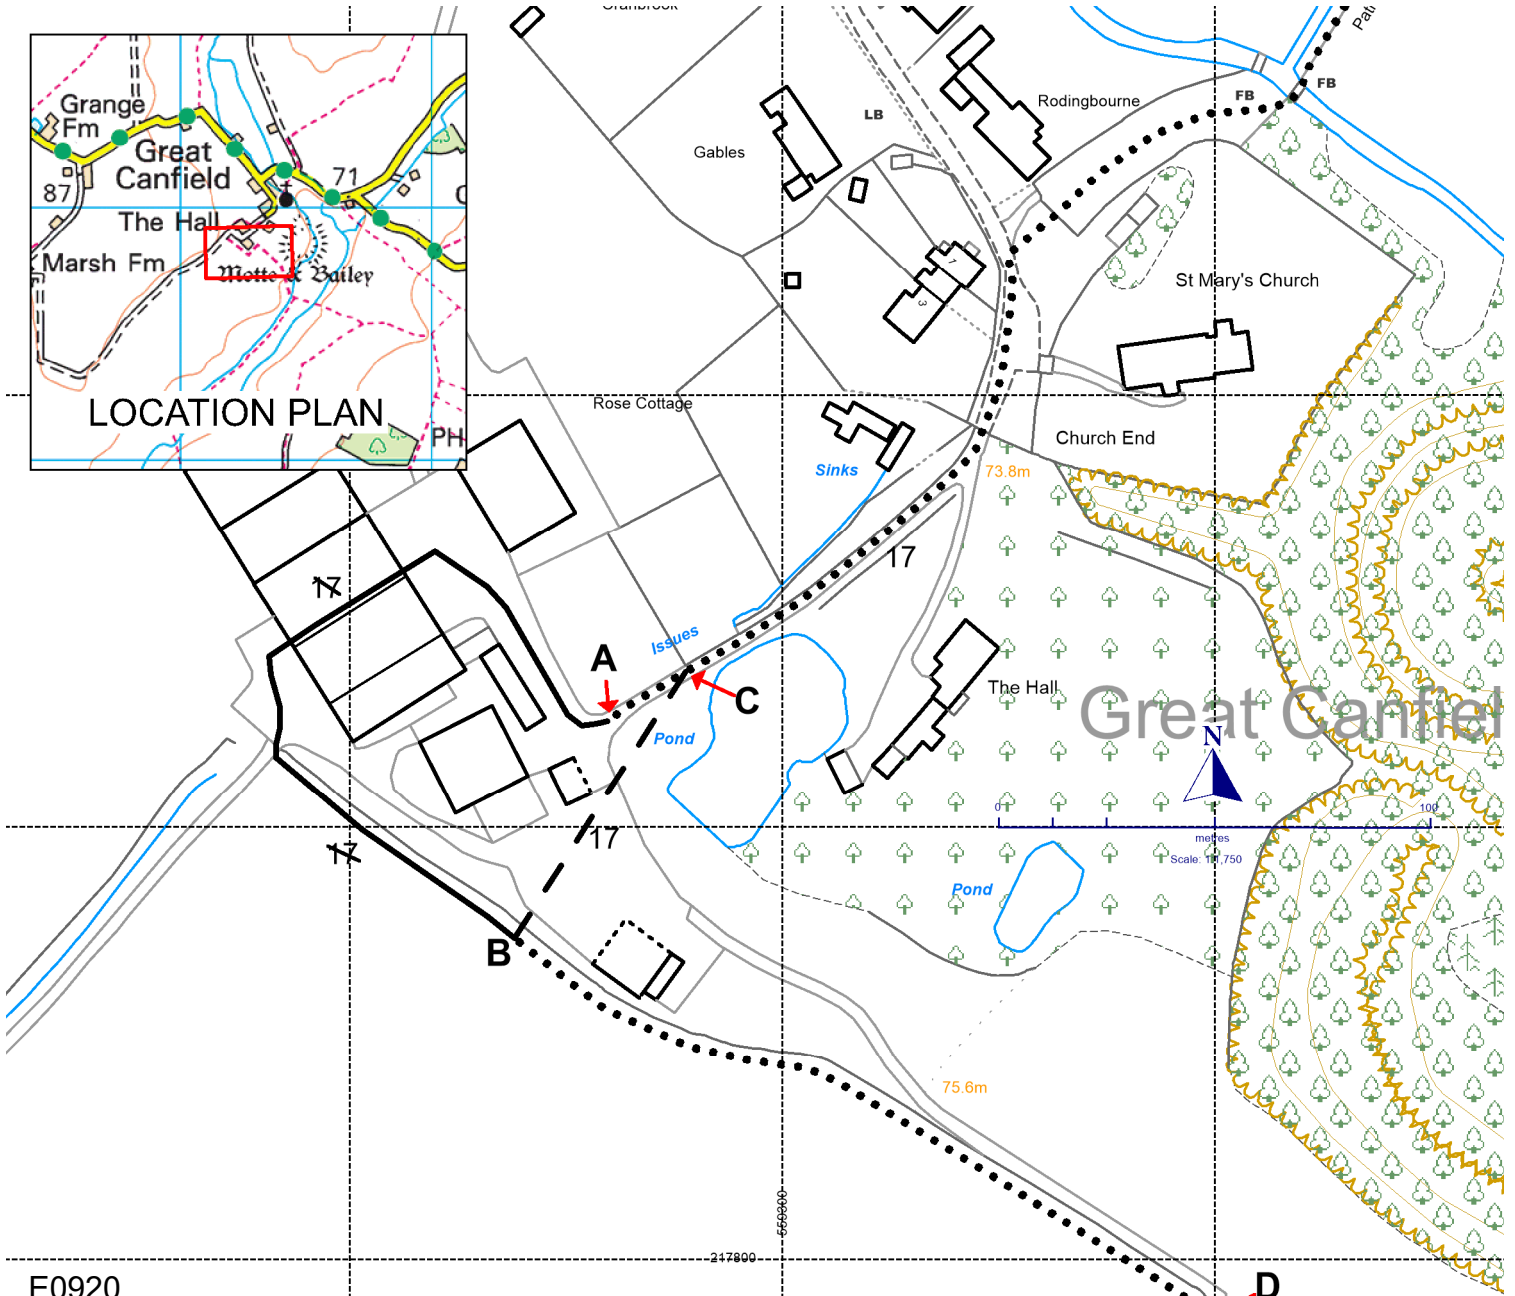 Grange
Fm
Great
Canfield
87
71
The Hall
Marsh Fm
Motte & Bailey
LOCATION PLAN
PH
Gables
LB
Rodingbourne
FB
FB
7
3
St Mary's Church
Rose Cottage
Church End
Sinks
73.8m
17
17
Issues
A
C
The Hall
Great Canfiel
Pond
N
0
100
metres
17
17
Pond
B
75.6m
217800
D
E0920